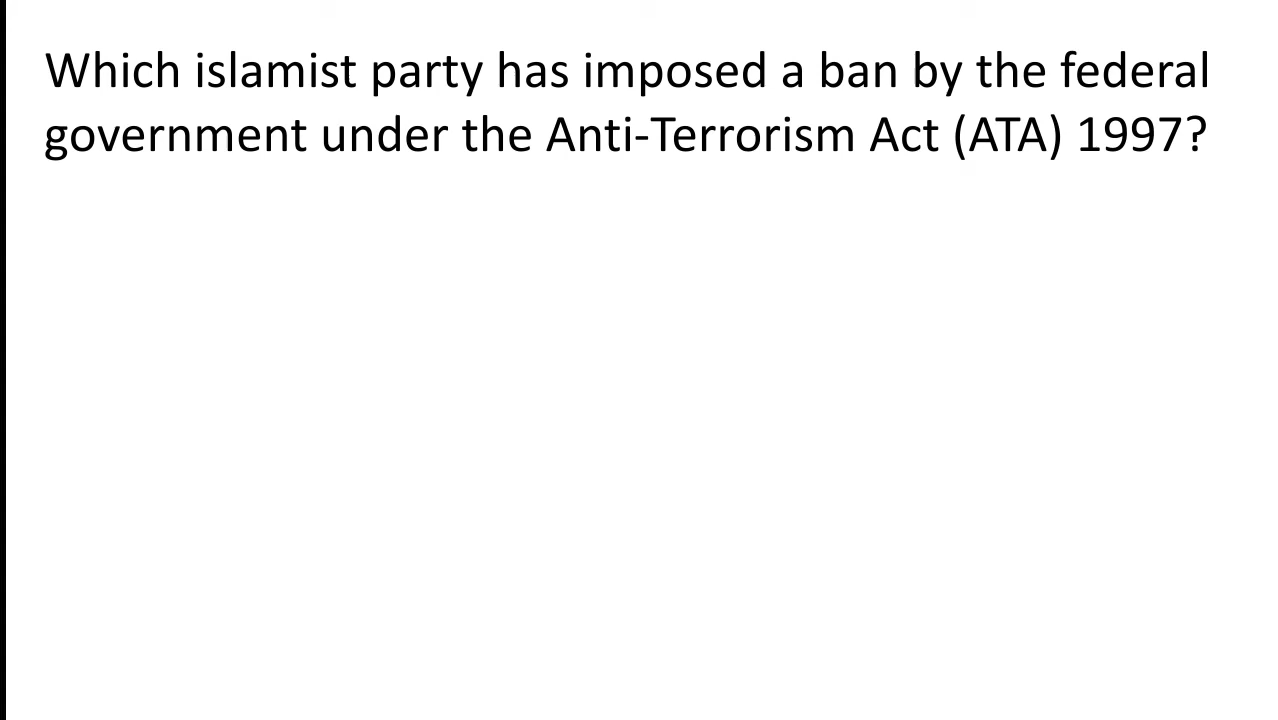 Which islamist party has imposed a ban by the federal
government under the Anti-Terrorism Act (ATA) 1997?